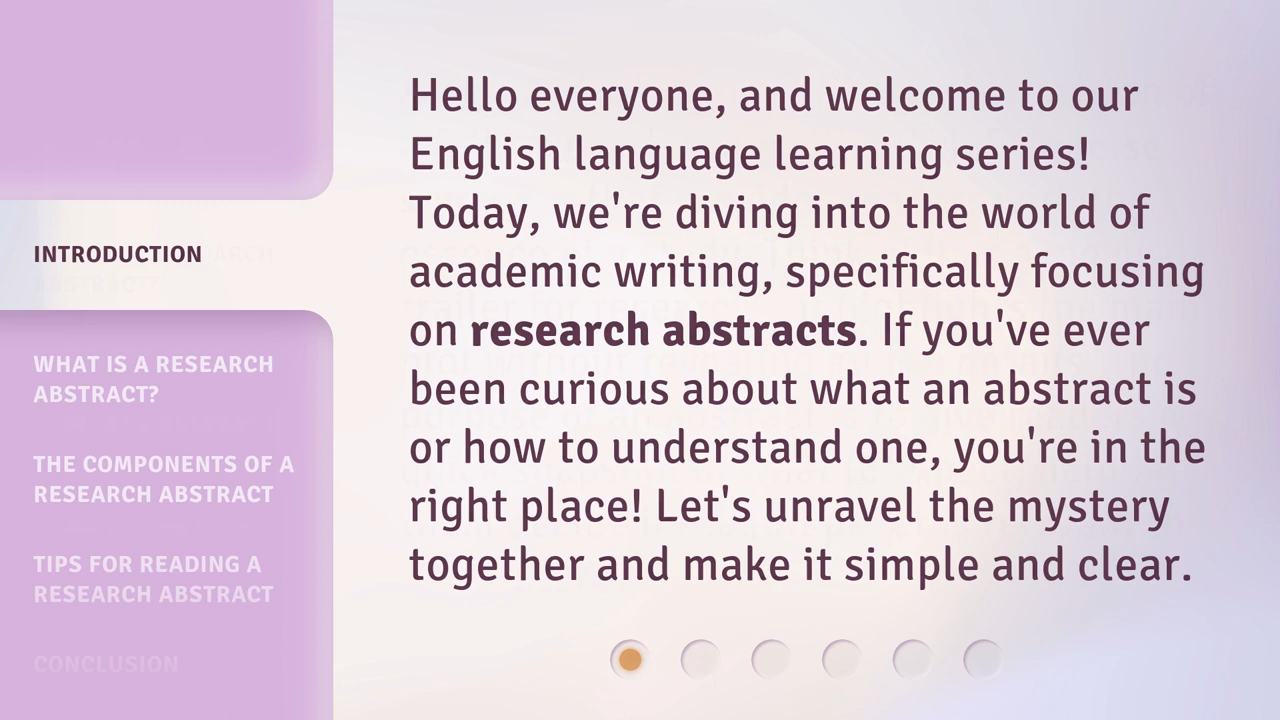 INTRODUCTION
WHAT IS A RESEARCH
ABSTRACT?
THE COMPONENTS OF A
RESEARCH ABSTRACT
TIPS FOR READING A
RESEARCH ABSTRACT
CONCLUSION
Hello everyone, and welcome to our
English language learning series!
Today, we're diving into the world of
academic writing, specifically focusing
on research abstracts. If you've ever
been curious about what an abstract is
or how to understand one, you're in the
right place! Let's unravel the mystery
together and make it simple and clear.